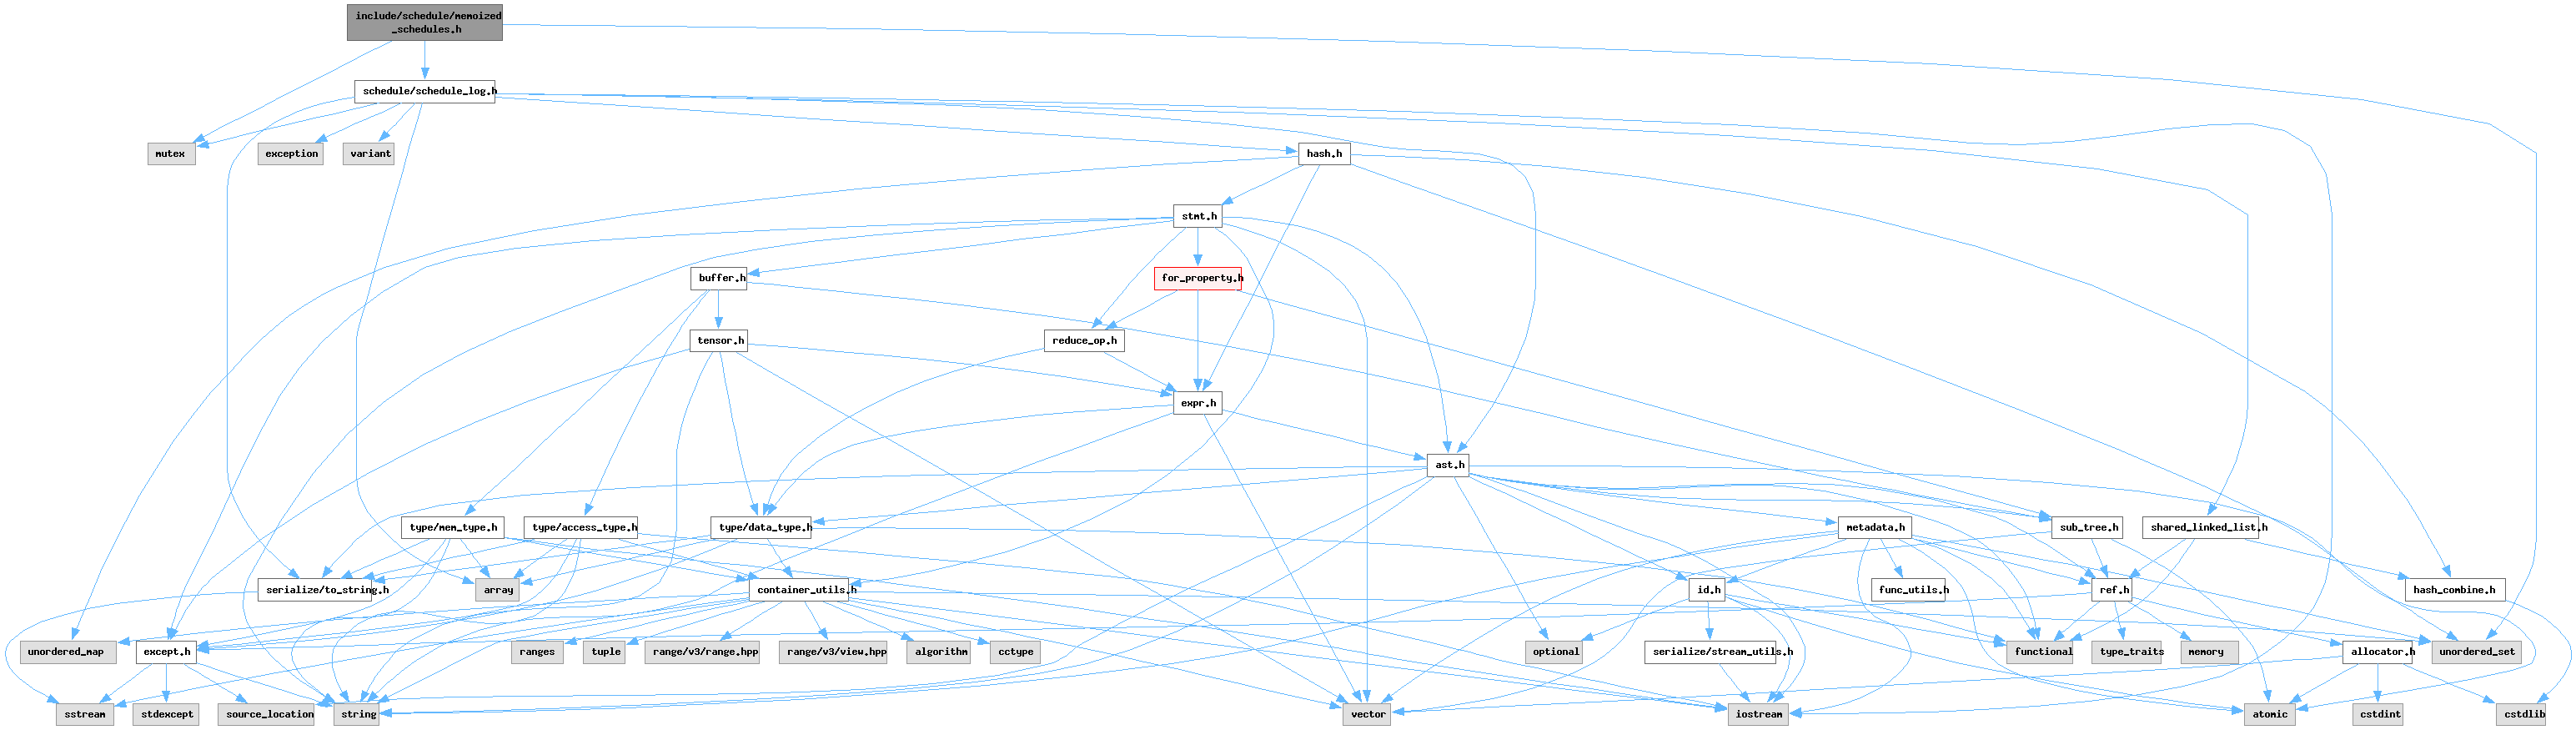 include/schedule/memoized
_schedules.h
schedule/schedule_log.h
mutex
exception
variant
hash.h
stmt.h
buffer.h
for_property.h
tensor.h
reduce_op.h
expr.h
ast.h
type/mem_type.h
type/access_type.h
type/data_type.h
metadata.h
sub_tree.h
shared_linked_list.h
serialize/to_string.h
array
container_utils.h
id.h
func_utils.h
ref.h
hash_combine.h
unordered_map
except.h
ranges
tuple
range/v3/range.hpp
range/v3/view.hpp
algorithm
cctype
optional
serialize/stream_utils.h
functional
type_traits
memory
allocator.h
unordered_set
sstream
stdexcept
source_location
string
vector
iostream
atomic
cstdint
cstdlib